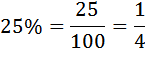 25% = 25/100 = 1/4